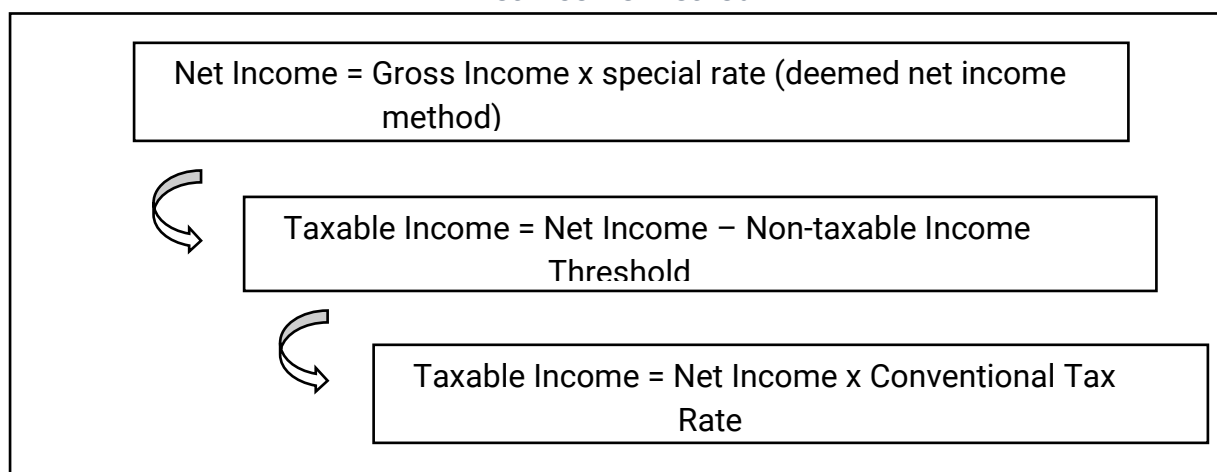 Net Income = Gross Income x special rate (deemed net income
method)
Taxable Income = Net Income – Non-taxable Income
Threshold
Taxable Income = Net Income x Conventional Tax
Rate